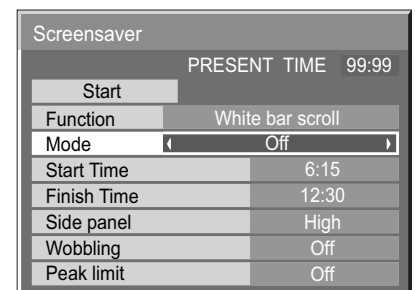 Screensaver
PRESENT TIME 99:99
Start
Function White bar scroll
Mode Off
Start Time 6:15
Finish Time 12:30
Side panel High
Wobbling Off
Peak limit Off